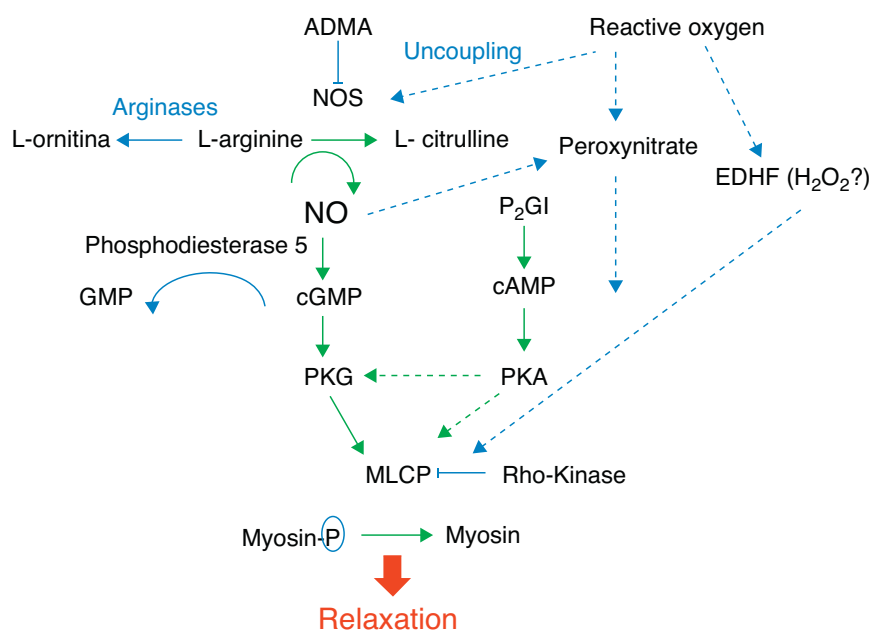 ADMA
Reactive oxygen
Uncoupling
NOS
Arginases
L-ornitina
L-arginine
L- citrulline
Peroxynitrate
EDHF (H₂O₂?)
NO
P₂GI
Phosphodiesterase 5
GMP
cGMP
cAMP
PKG
PKA
MLCP
Rho-Kinase
Myosin-P
Myosin
Relaxation